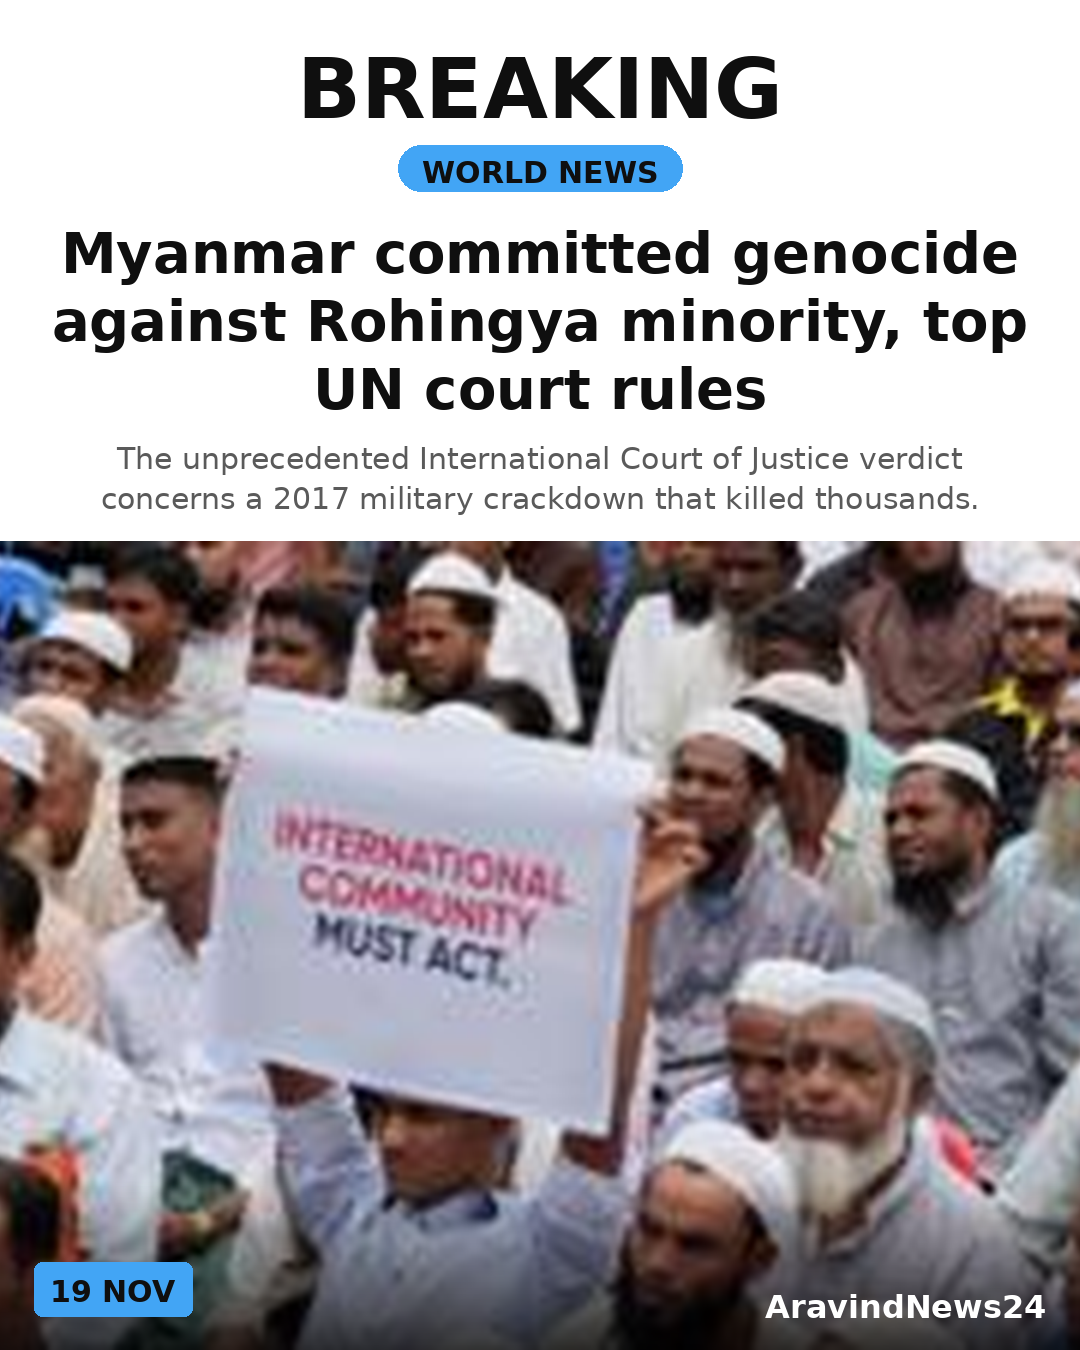 BREAKING
WORLD NEWS
Myanmar committed genocide
against Rohingya minority, top
UN court rules
The unprecedented International Court of Justice verdict
concerns a 2017 military crackdown that killed thousands.
INTERNATIONAL
COMMUNITY
MUST ACT.
19 NOV
AravindNews24